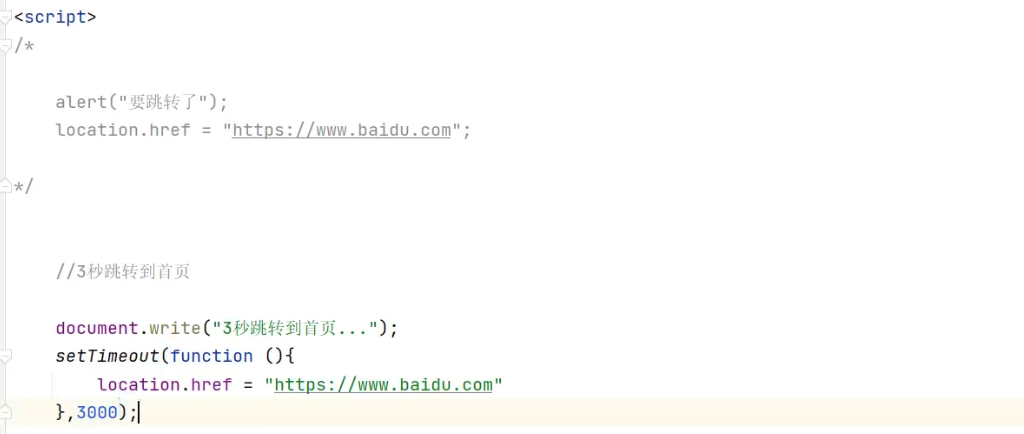 <script>
/*
alert("要跳转了");
location.href = "https://www.baidu.com";
*/
//3秒跳转到首页
document.write("3秒跳转到首页...");
setTimeout(function (){
location.href = "https://www.baidu.com"
},3000);